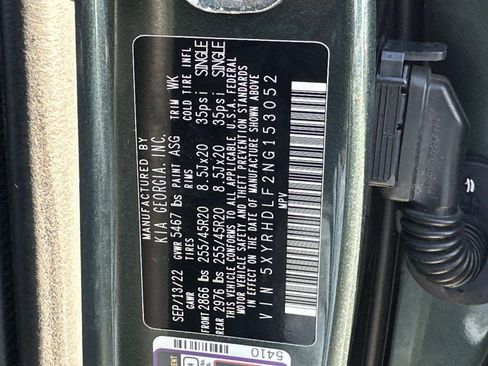 MANUFACTURED BY
KIA GEORGIA, INC.
SEP/13/22 GVWR 5467 lbs PAINT ASG TRIM WK
GAWR TIRES RIMS COLD TIRE INFL
FRONT 2866 lbs 255/45R20 8.5Jx20 35psi SINGLE
REAR 2976 lbs 255/45R20 8.5Jx20 35psi SINGLE
THIS VEHICLE CONFORMS TO ALL APPLICABLE U.S.A. FEDERAL
MOTOR VEHICLE SAFETY AND THEFT PREVENTION STANDARDS
IN EFFECT ON THE DATE OF MANUFACTURE SHOWN ABOVE
VIN 5XYRHDLF2NG153052
MPV
5410